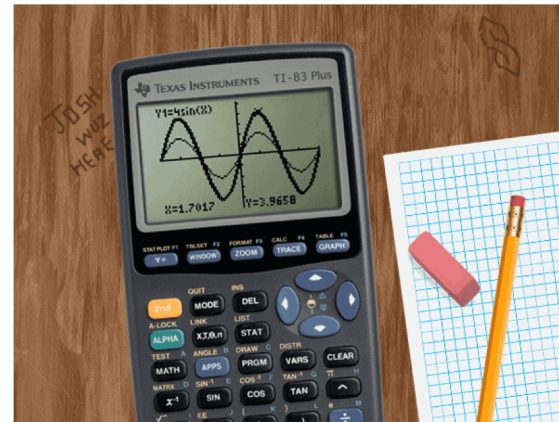 TEXAS INSTRUMENTS TI-83 Plus
JOSH
WUZ
HERE
Y1=4sin(X)
X=1.7017 Y=3.9658
STAT PLOT F1 TBLSET F2 FORMAT F3 CALC F4 TABLE F5
Y= WINDOW ZOOM TRACE GRAPH
QUIT INS
2nd MODE DEL
A-LOCK LINK LIST
ALPHA X,T,Θ,n STAT
TEST A ANGLE B DRAW C DISTR
MATH APPS PRGM VARS CLEAR
MATRX D SIN⁻¹ E COS⁻¹ F TAN⁻¹ G π H
x⁻¹ SIN COS TAN ^
√ I EE J { K } L e M
÷